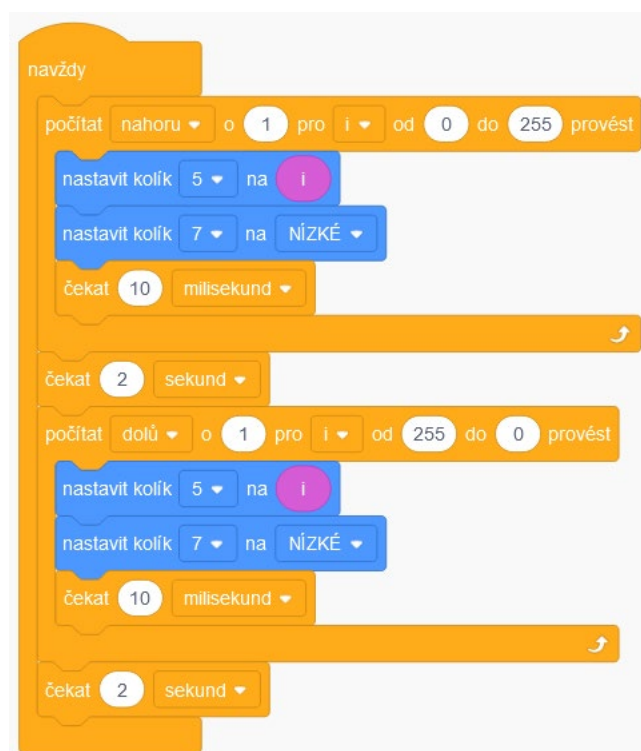 navždy
počítat nahoru o 1 pro i od 0 do 255 provést
nastavit kolík 5 na i
nastavit kolík 7 na NÍZKÉ
čekat 10 milisekund
čekat 2 sekund
počítat dolů o 1 pro i od 255 do 0 provést
nastavit kolík 5 na i
nastavit kolík 7 na NÍZKÉ
čekat 10 milisekund
čekat 2 sekund